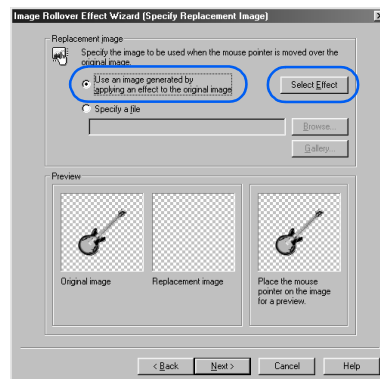 Image Rollover Effect Wizard (Specify Replacement Image)
Replacement image
Specify the image to be used when the mouse pointer is moved over the
original image.
Use an image generated by
applying an effect to the original image
Select Effect
Specify a file
Browse...
Gallery...
Preview
Original image
Replacement image
Place the mouse
pointer on the image
for a preview.
< Back
Next >
Cancel
Help